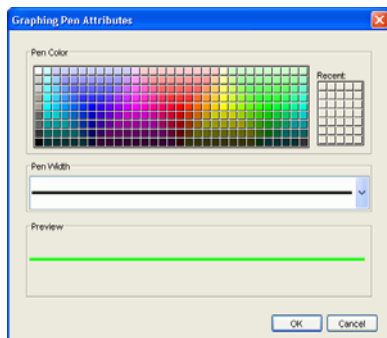 Graphing Pen Attributes
Pen Color
Recent:
Pen Width
Preview
OK
Cancel